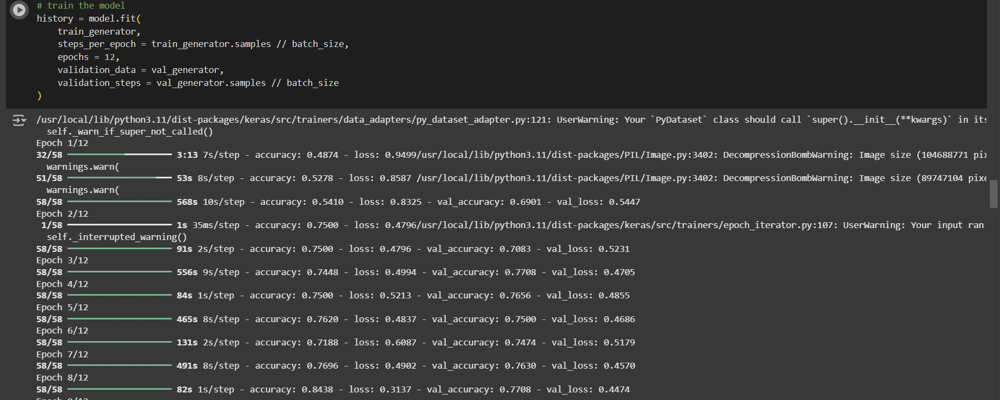 # train the model
history = model.fit(
    train_generator,
    steps_per_epoch = train_generator.samples // batch_size,
    epochs = 12,
    validation_data = val_generator,
    validation_steps = val_generator.samples // batch_size
)
/usr/local/lib/python3.11/dist-packages/keras/src/trainers/data_adapters/py_dataset_adapter.py:121: UserWarning: Your `PyDataset` class should call `super().__init__(**kwargs)` in its
  self._warn_if_super_not_called()
Epoch 1/12
32/58 3:13 7s/step - accuracy: 0.4874 - loss: 0.9499/usr/local/lib/python3.11/dist-packages/PIL/Image.py:3402: DecompressionBombWarning: Image size (104688771 pix
  warnings.warn(
51/58 53s 8s/step - accuracy: 0.5278 - loss: 0.8587 /usr/local/lib/python3.11/dist-packages/PIL/Image.py:3402: DecompressionBombWarning: Image size (89747104 pixe
  warnings.warn(
58/58 568s 10s/step - accuracy: 0.5410 - loss: 0.8325 - val_accuracy: 0.6901 - val_loss: 0.5447
Epoch 2/12
 1/58 1s 35ms/step - accuracy: 0.7500 - loss: 0.4796/usr/local/lib/python3.11/dist-packages/keras/src/trainers/epoch_iterator.py:107: UserWarning: Your input ran
  self._interrupted_warning()
58/58 91s 2s/step - accuracy: 0.7500 - loss: 0.4796 - val_accuracy: 0.7083 - val_loss: 0.5231
Epoch 3/12
58/58 556s 9s/step - accuracy: 0.7448 - loss: 0.4994 - val_accuracy: 0.7708 - val_loss: 0.4705
Epoch 4/12
58/58 84s 1s/step - accuracy: 0.7500 - loss: 0.5213 - val_accuracy: 0.7656 - val_loss: 0.4855
Epoch 5/12
58/58 465s 8s/step - accuracy: 0.7620 - loss: 0.4837 - val_accuracy: 0.7500 - val_loss: 0.4686
Epoch 6/12
58/58 131s 2s/step - accuracy: 0.7188 - loss: 0.6087 - val_accuracy: 0.7474 - val_loss: 0.5179
Epoch 7/12
58/58 491s 8s/step - accuracy: 0.7696 - loss: 0.4902 - val_accuracy: 0.7630 - val_loss: 0.4570
Epoch 8/12
58/58 82s 1s/step - accuracy: 0.8438 - loss: 0.3137 - val_accuracy: 0.7708 - val_loss: 0.4474